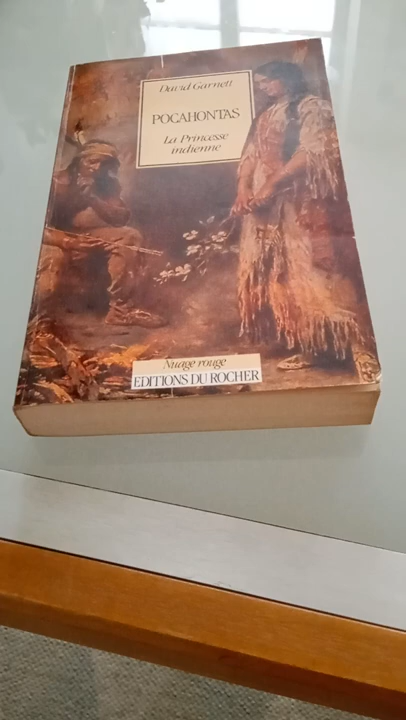 David Garnett
POCAHONTAS
La Princesse
indienne
Nuage rouge
EDITIONS DU ROCHER